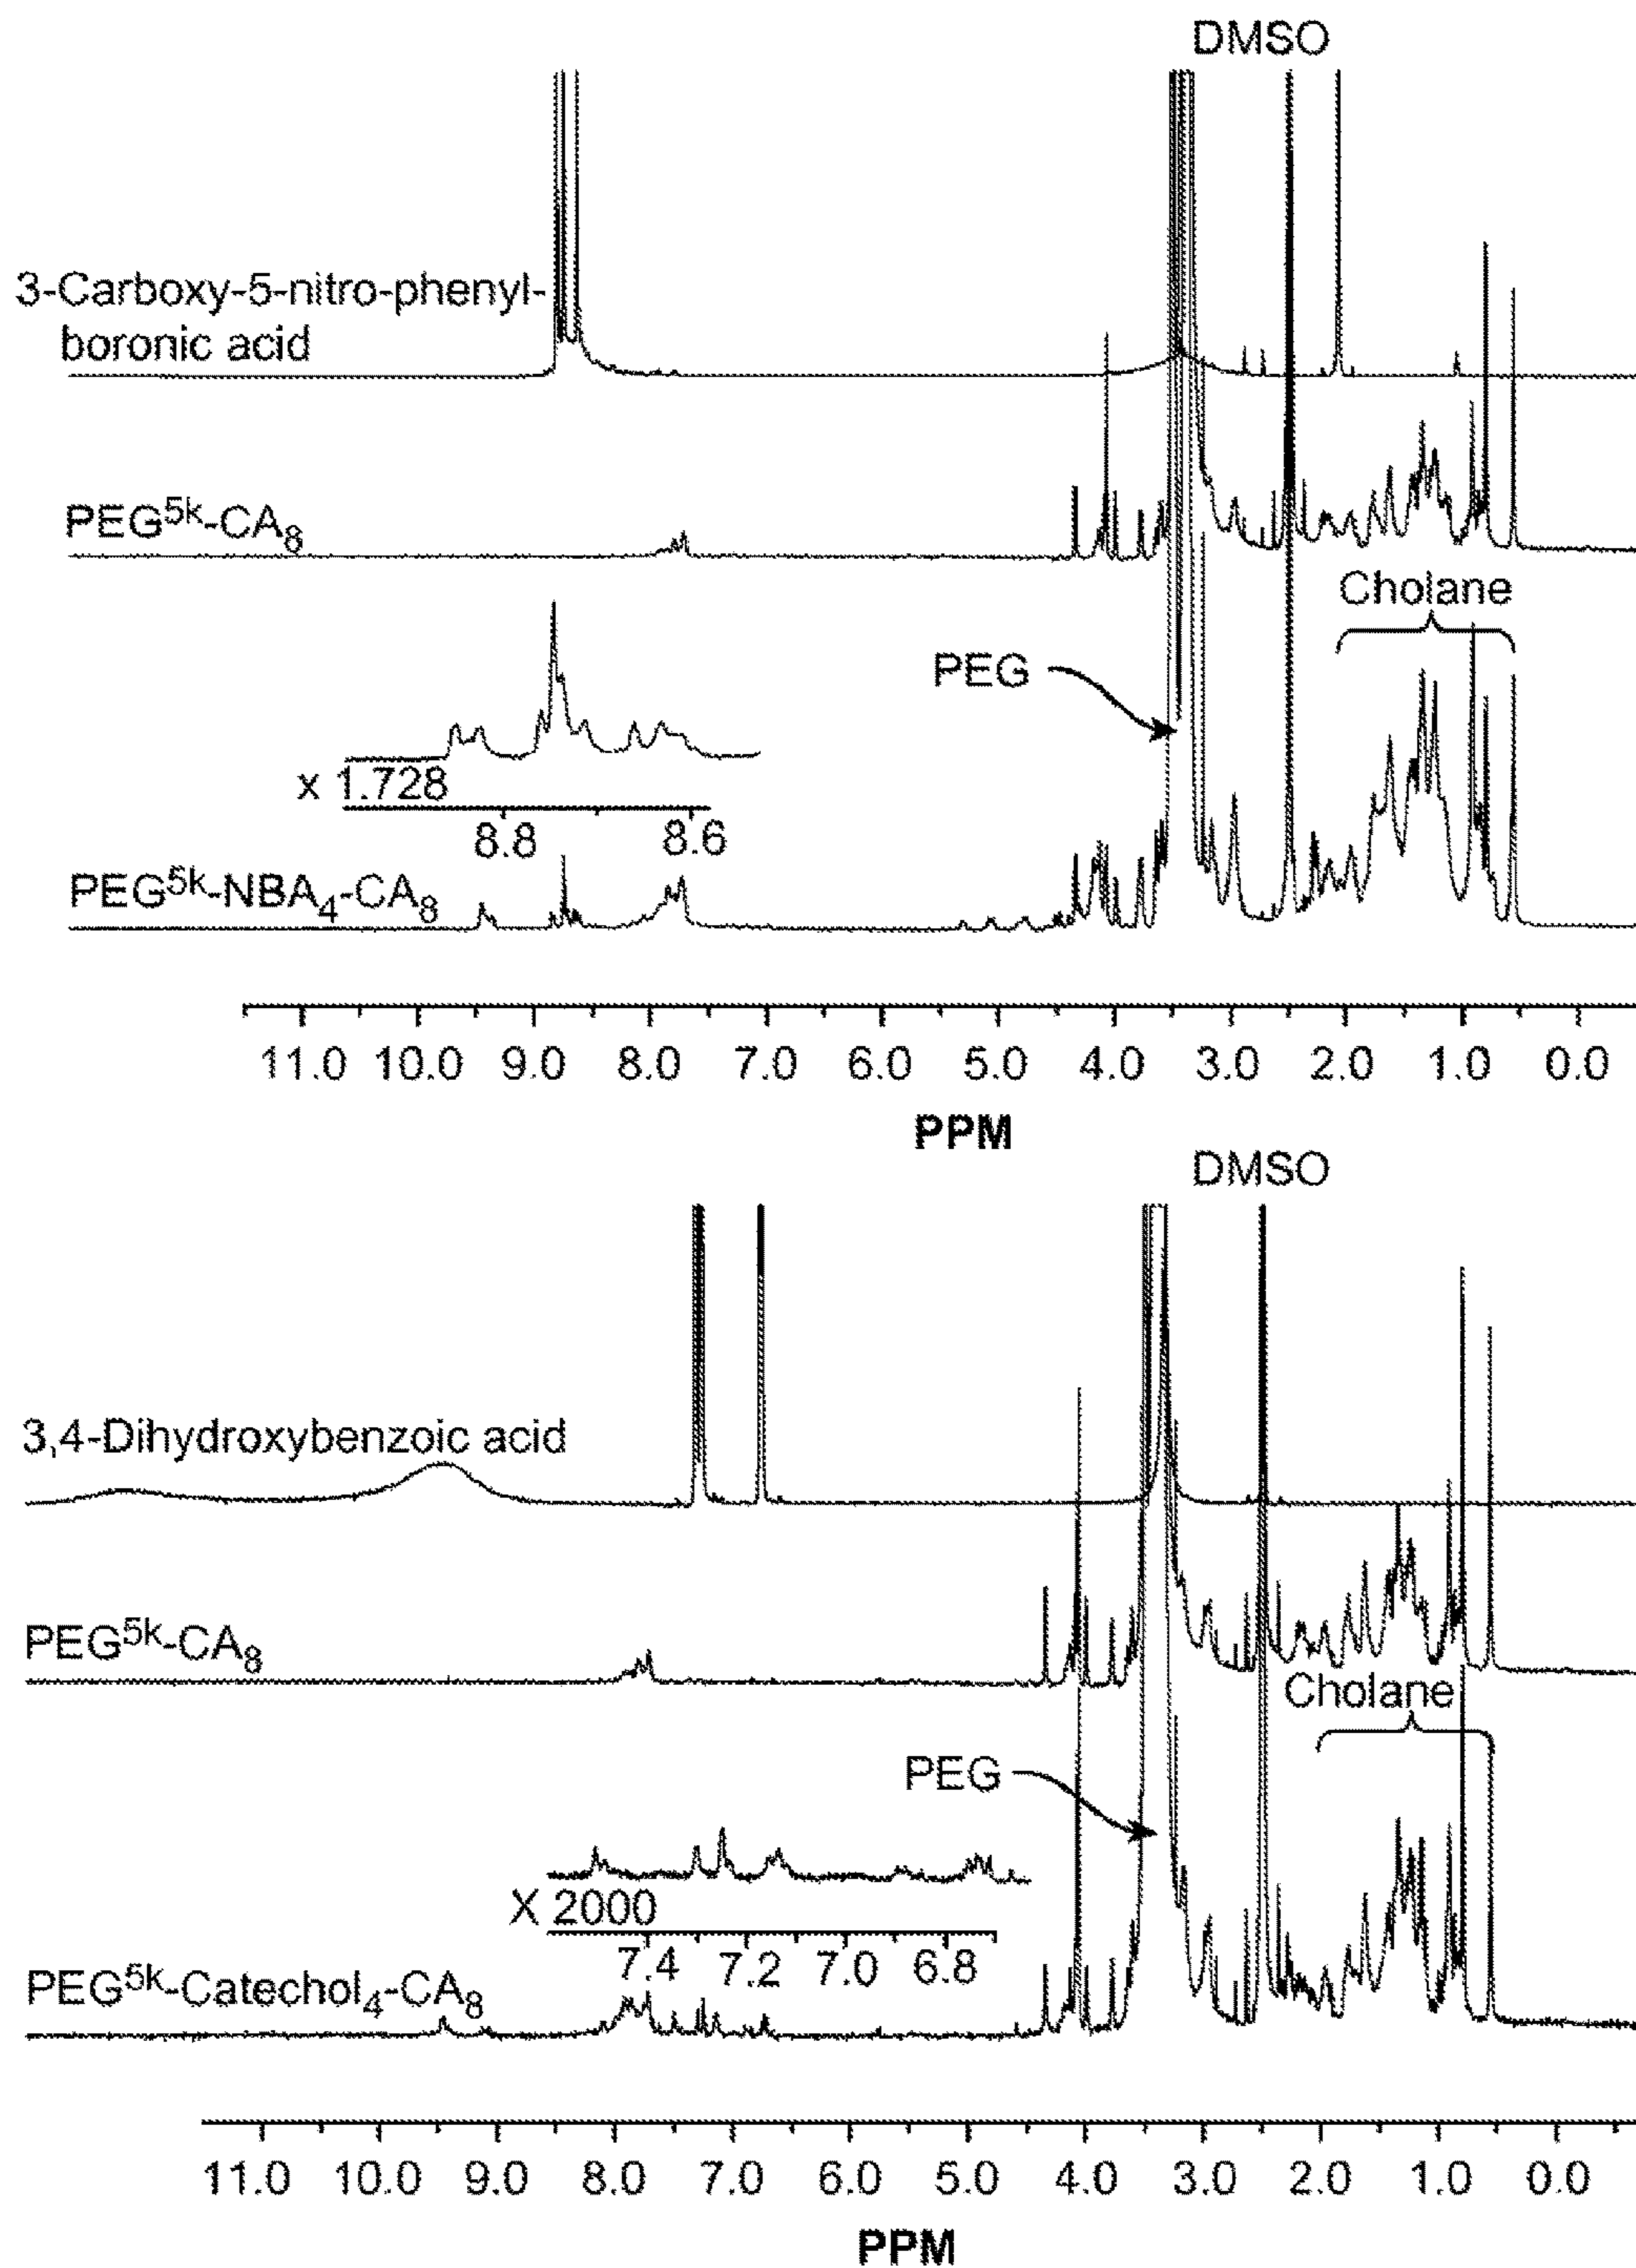 DMSO
3-Carboxy-5-nitro-phenyl-
boronic acid
PEG5k-CA8
Cholane
PEG
x 1.728
8.8 8.6
PEG5k-NBA4-CA8
11.0 10.0 9.0 8.0 7.0 6.0 5.0 4.0 3.0 2.0 1.0 0.0
PPM
DMSO
3,4-Dihydroxybenzoic acid
PEG5k-CA8
Cholane
PEG
X 2000
7.4 7.2 7.0 6.8
PEG5k-Catechol4-CA8
11.0 10.0 9.0 8.0 7.0 6.0 5.0 4.0 3.0 2.0 1.0 0.0
PPM